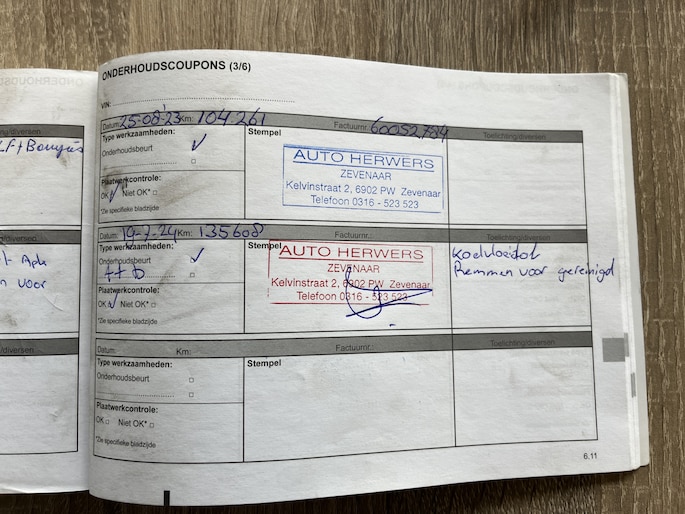 ONDERHOUDSCOUPONS (3/6)
VIN:
Datum: 25-08-23 Km: 104.261 Factuurnr. 60052784 Toelichting/diversen
Type werkzaamheden:
Onderhoudsbeurt ✓
Plaatwerkcontrole:
OK ✓ Niet OK*
*Zie specifieke bladzijde
Stempel
AUTO HERWERS
ZEVENAAR
Kelvinstraat 2, 6902 PW Zevenaar
Telefoon 0316 - 523 523
Datum: 19-7-24 Km: 135608 Factuurnr.: Toelichting/diversen
Type werkzaamheden:
Onderhoudsbeurt ✓
Plaatwerkcontrole:
OK ✓ Niet OK*
*Zie specifieke bladzijde
Stempel
AUTO HERWERS
ZEVENAAR
Kelvinstraat 2, 6902 PW Zevenaar
Telefoon 0316 - 523 523
Koelvloeistof
Remmen voor gereinigd
Datum: Km: Factuurnr.: Toelichting/diversen
Type werkzaamheden:
Onderhoudsbeurt
Plaatwerkcontrole:
OK Niet OK*
*Zie specifieke bladzijde
Stempel
6.11